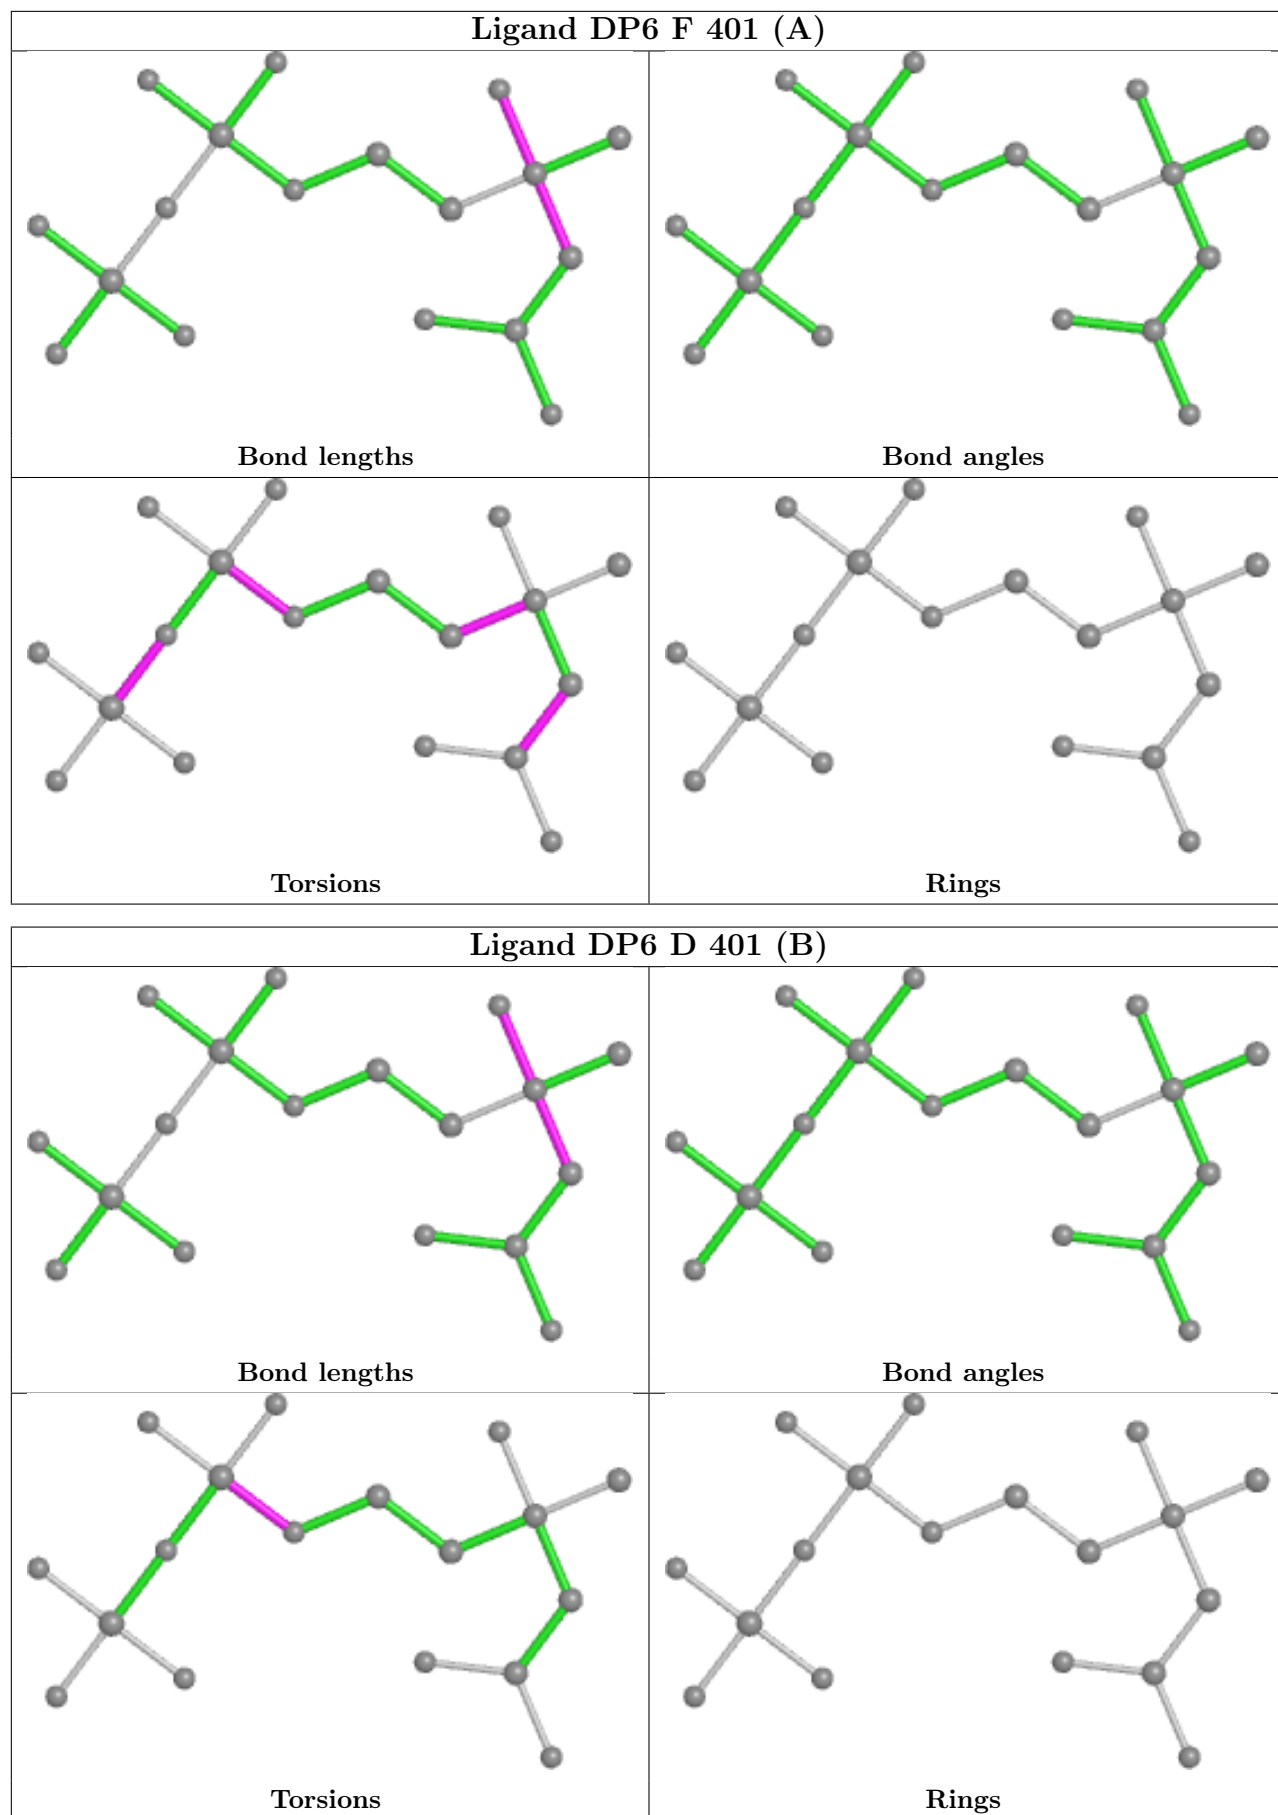 Ligand DP6 F 401 (A)
Bond lengths
Bond angles
Torsions
Rings
Ligand DP6 D 401 (B)
Bond lengths
Bond angles
Torsions
Rings